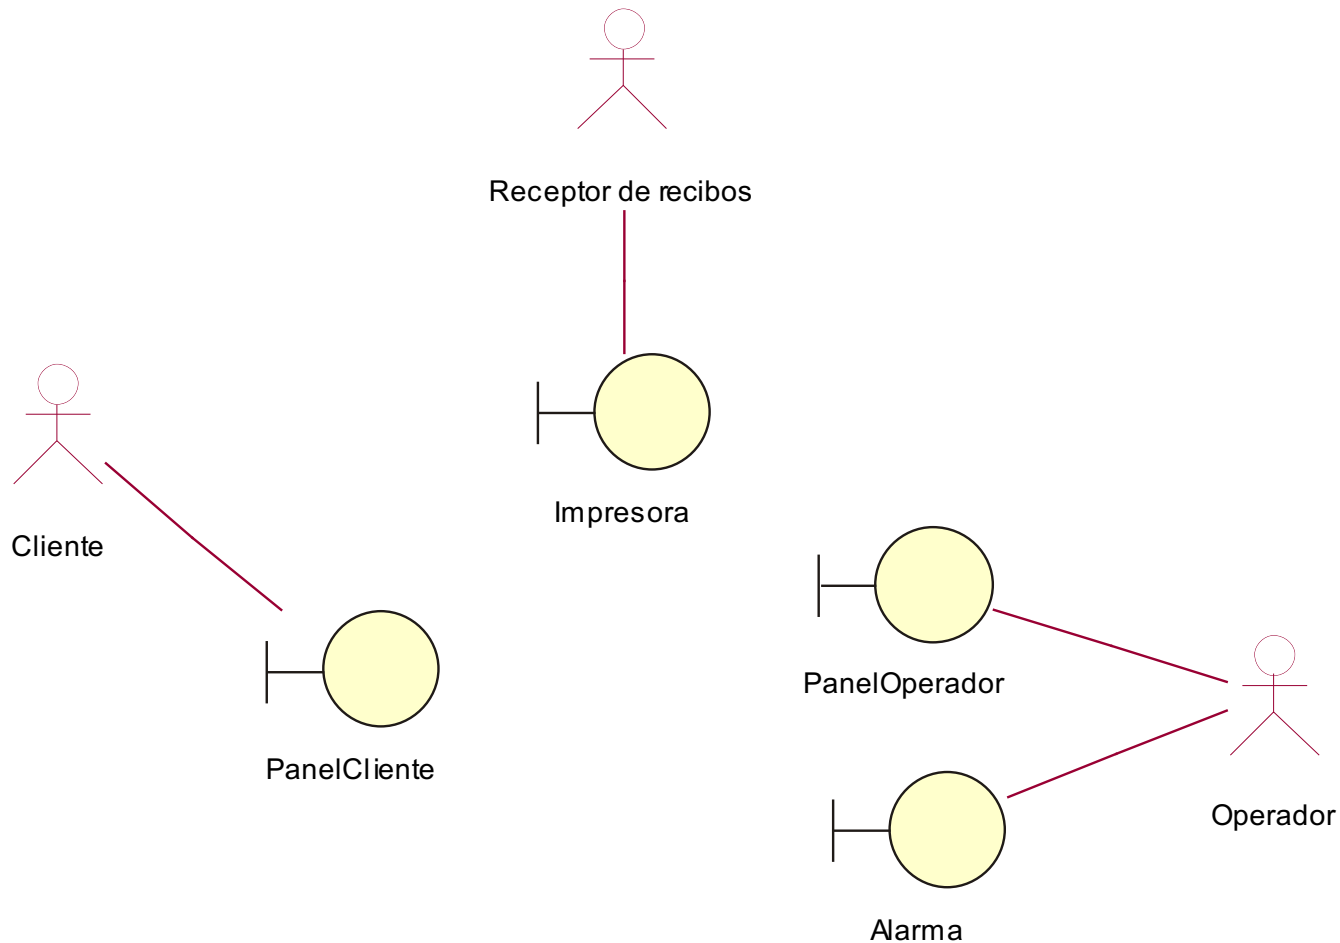 Receptor de recibos
Impresora
Cliente
PanelOperador
PanelCliente
Operador
Alarma